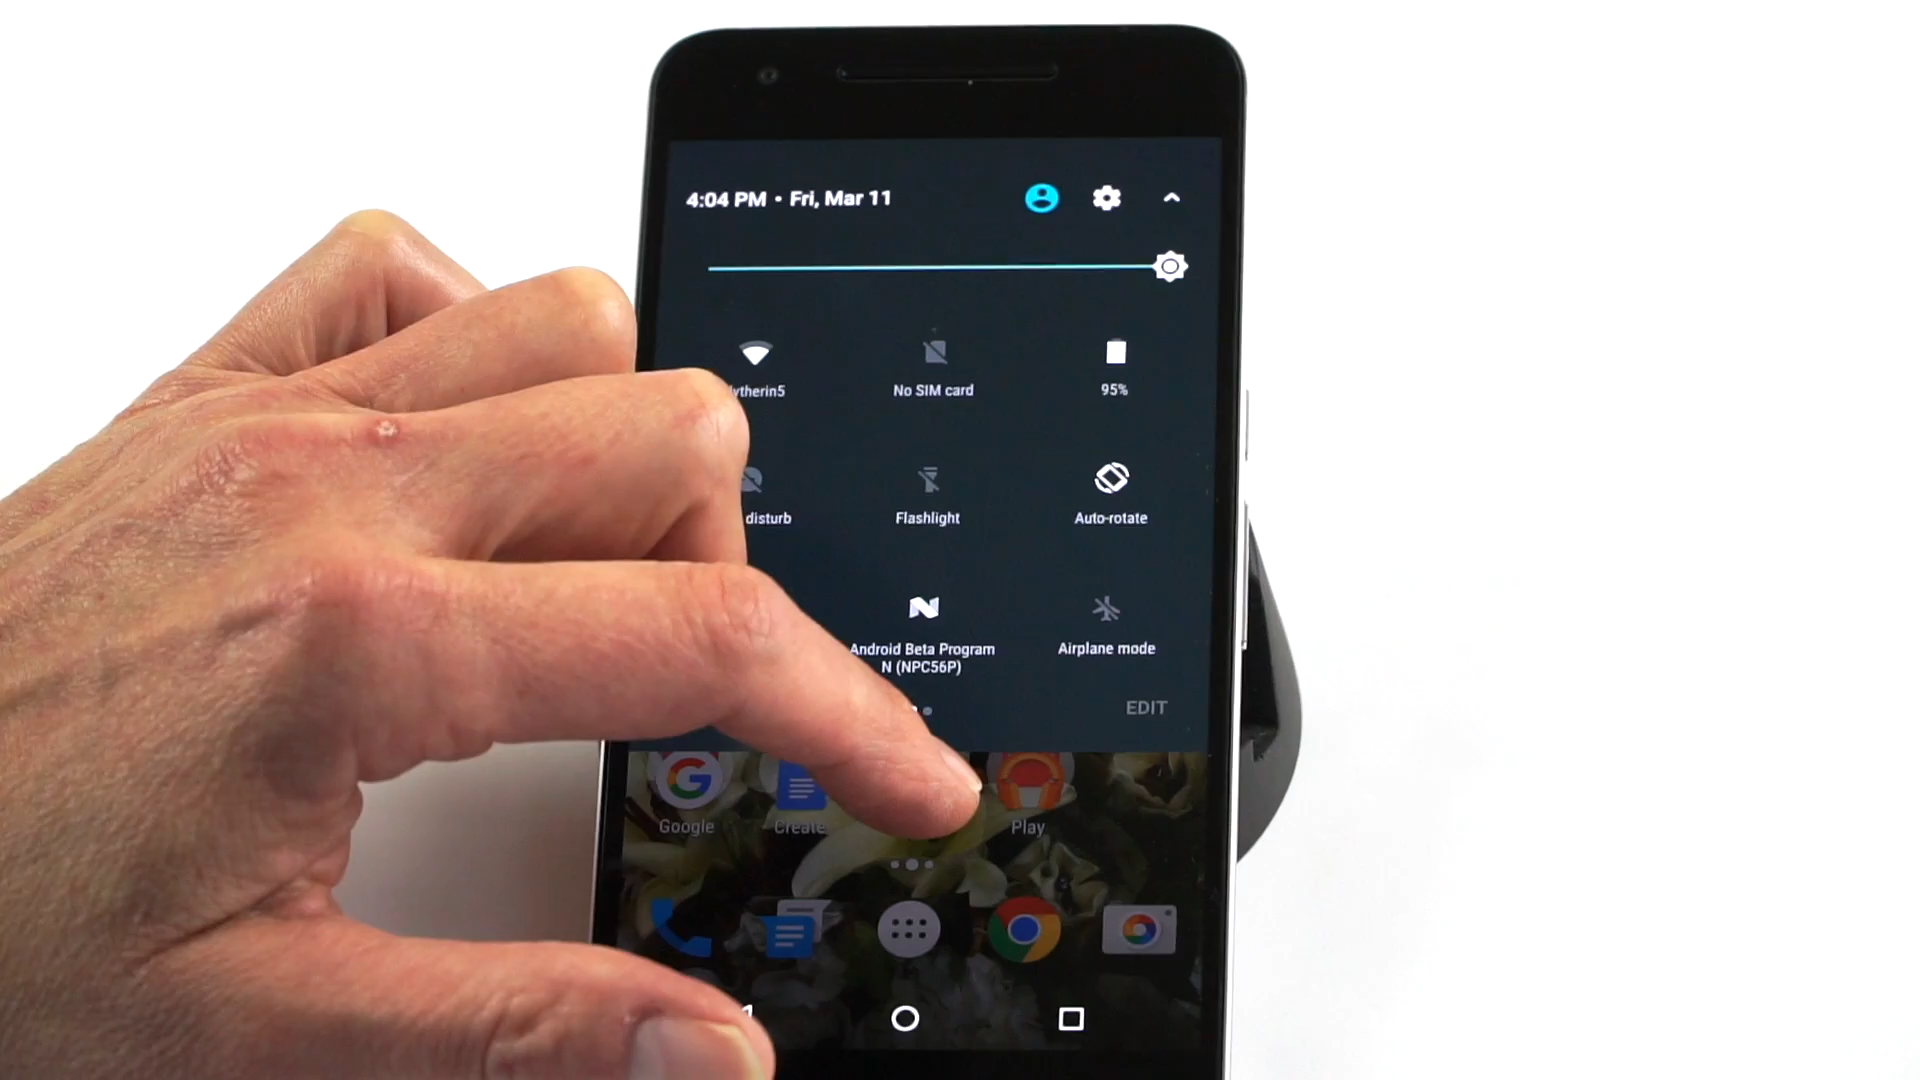 4:04 PM • Fri, Mar 11
No SIM card
95%
disturb
Flashlight
Auto-rotate
Android Beta Program
N (NPC56P)
Airplane mode
EDIT
Google
Create
Play